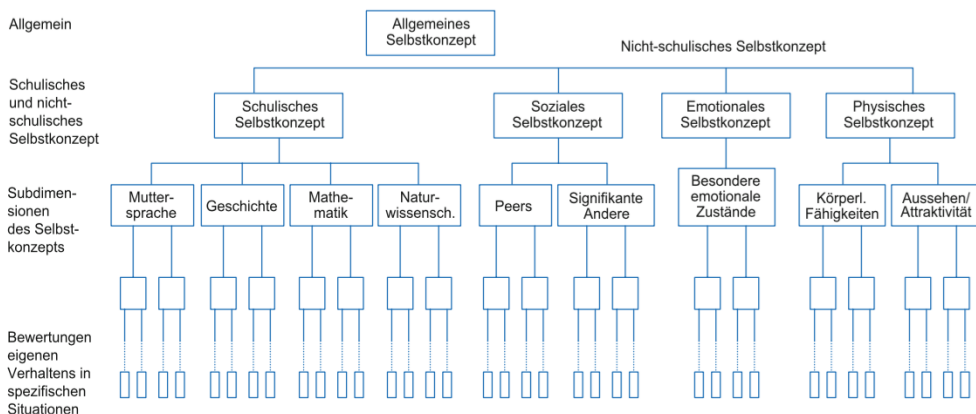 Allgemein
Allgemeines
Selbstkonzept
Nicht-schulisches Selbstkonzept
Schulisches
und nicht-
schulisches
Selbstkonzept
Schulisches
Selbstkonzept
Soziales
Selbstkonzept
Emotionales
Selbstkonzept
Physisches
Selbstkonzept
Subdimen-
sionen
des Selbst-
konzepts
Mutter-
sprache
Geschichte
Mathe-
matik
Natur-
wissensch.
Peers
Signifikante
Andere
Besondere
emotionale
Zustände
Körperl.
Fähigkeiten
Aussehen/
Attraktivität
Bewertungen
eigenen
Verhaltens in
spezifischen
Situationen